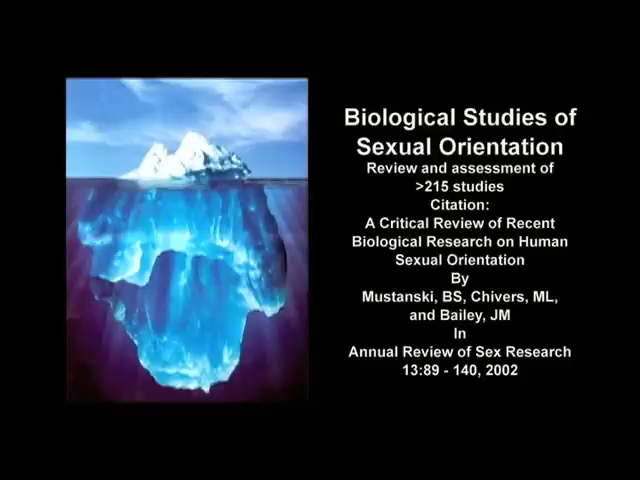 Biological Studies of
Sexual Orientation
Review and assessment of
>215 studies
Citation:
A Critical Review of Recent
Biological Research on Human
Sexual Orientation
By
Mustanski, BS, Chivers, ML,
and Bailey, JM
In
Annual Review of Sex Research
13:89 - 140, 2002